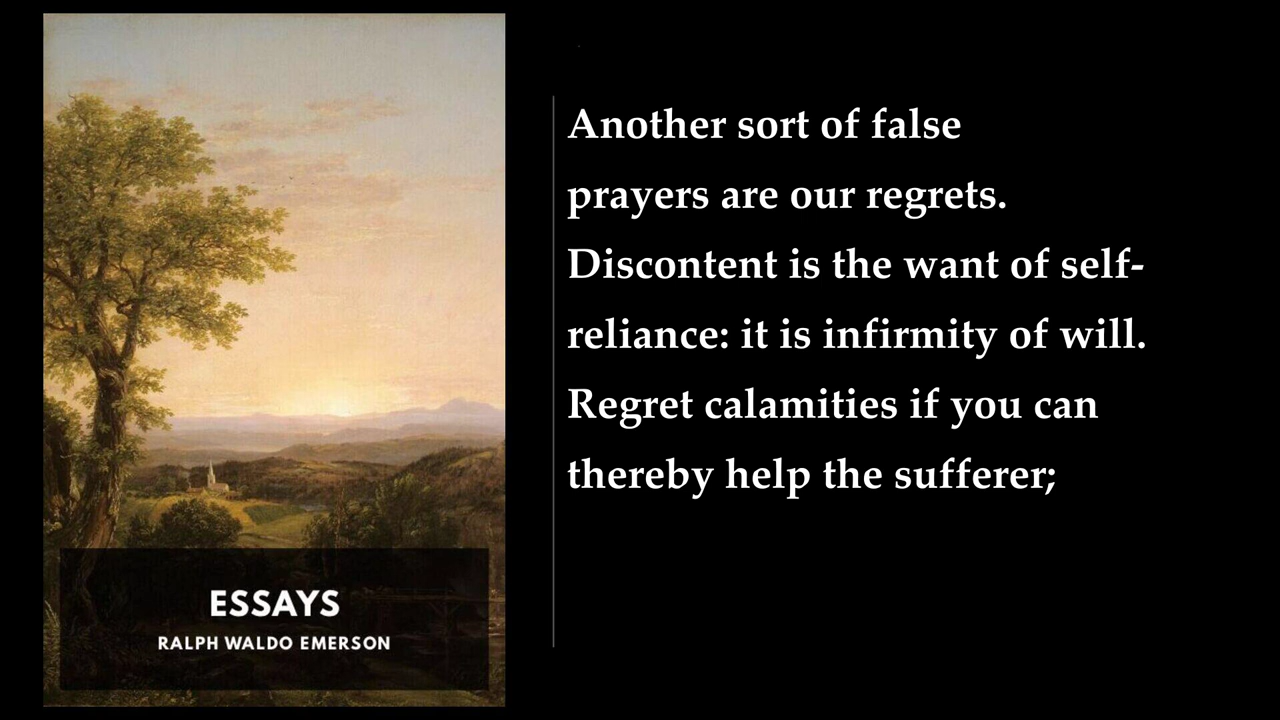 Another sort of false
prayers are our regrets.
Discontent is the want of self-
reliance: it is infirmity of will.
Regret calamities if you can
thereby help the sufferer;
ESSAYS
RALPH WALDO EMERSON